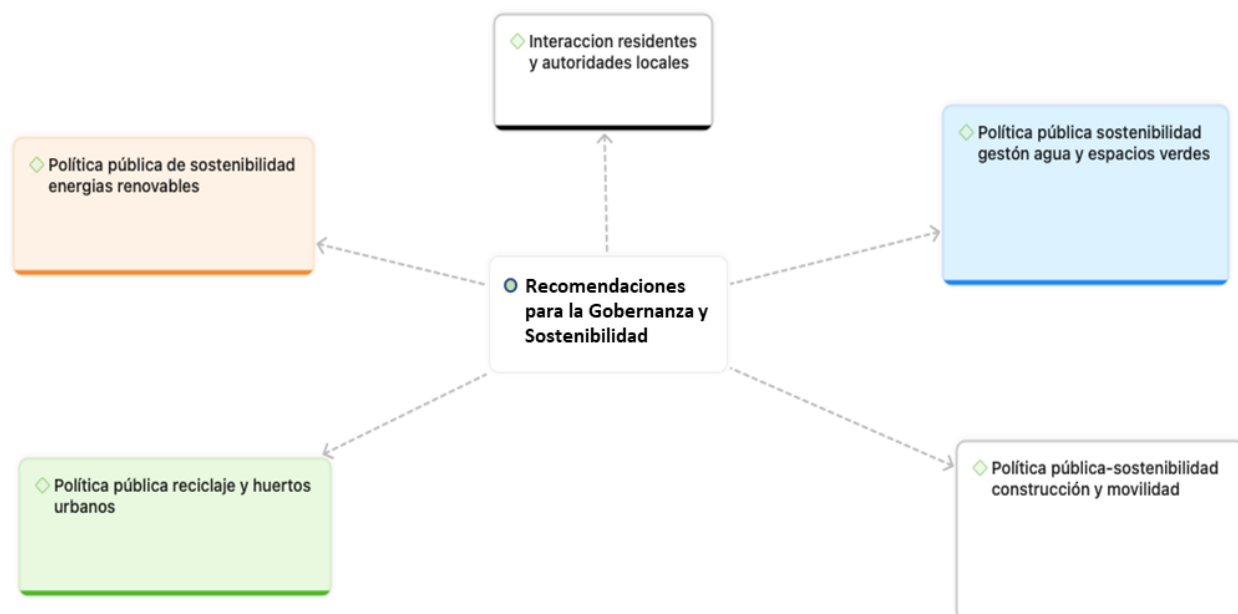 Interaccion residentes
y autoridades locales
Política pública sostenibilidad
gestón agua y espacios verdes
Política pública de sostenibilidad
energias renovables
Recomendaciones
para la Gobernanza y
Sostenibilidad
Política pública reciclaje y huertos
urbanos
Política pública-sostenibilidad
construcción y movilidad